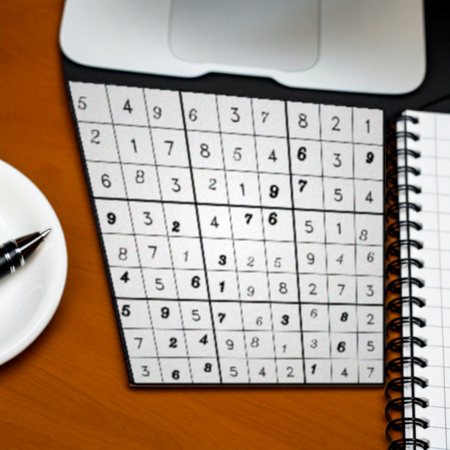 5 4 9 6 3 7 8 2 1
2 1 7 8 5 4 6 3 9
6 8 3 2 1 9 7 5 4
9 3 2 4 7 6 5 1 8
8 7 1 3 2 5 9 4 6
4 5 6 1 9 8 2 7 3
5 9 5 7 6 3 6 8 2
7 2 4 9 8 1 3 6 5
3 6 8 5 4 2 1 4 7